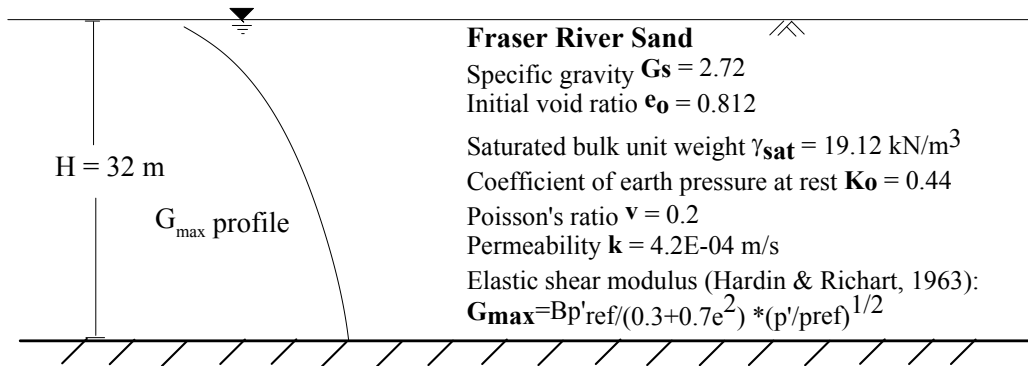 Fraser River Sand
Specific gravity Gs = 2.72
Initial void ratio eo = 0.812
Saturated bulk unit weight γsat = 19.12 kN/m3
H = 32 m
Coefficient of earth pressure at rest Ko = 0.44
Gmax profile
Poisson's ratio v = 0.2
Permeability k = 4.2E-04 m/s
Elastic shear modulus (Hardin & Richart, 1963):
Gmax=Bp'ref/(0.3+0.7e2) *(p'/pref)1/2